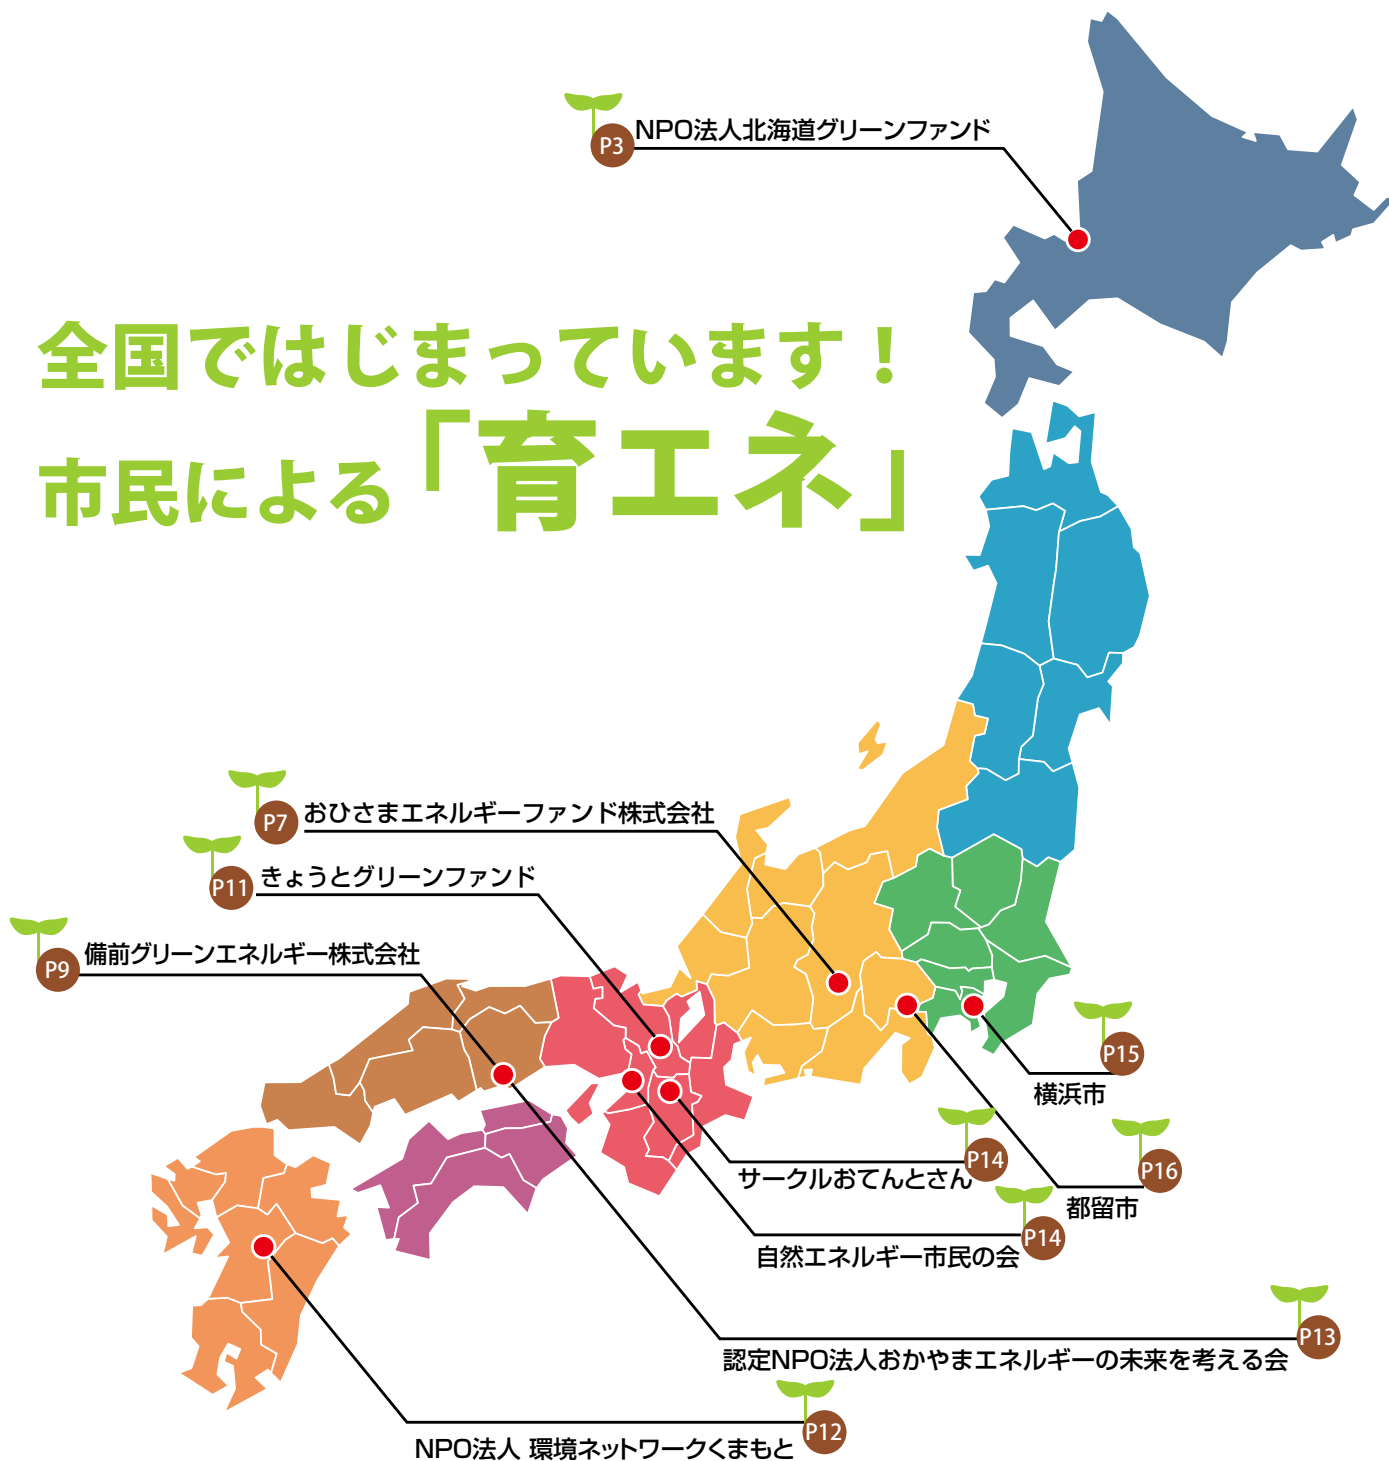 P3 NPO法人北海道グリーンファンド
全国ではじまっています！
市民による「育エネ」
P7 おひさまエネルギーファンド株式会社
P11 きょうとグリーンファンド
P9 備前グリーンエネルギー株式会社
P15
横浜市
P14
サークルおてんとさん
P16
都留市
P14
自然エネルギー市民の会
P13
認定NPO法人おかやまエネルギーの未来を考える会
P12
NPO法人 環境ネットワークくまもと